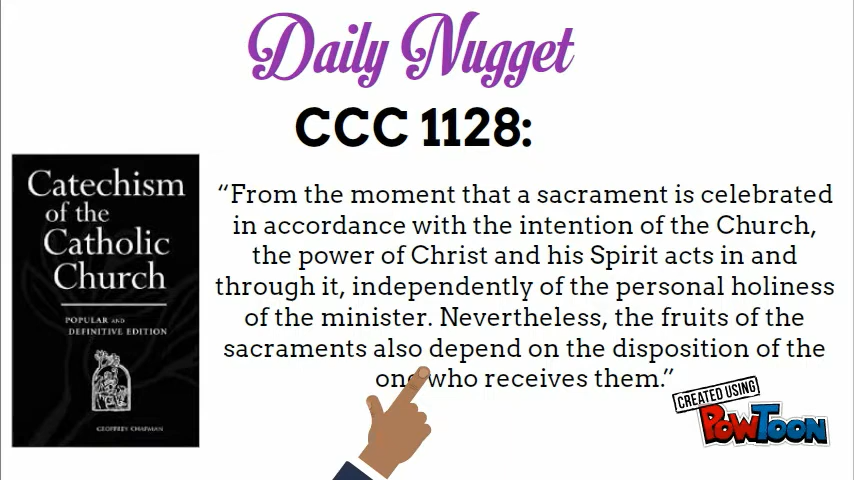 Daily Nugget
CCC 1128:
Catechism
of the
Catholic
Church
POPULAR AND
DEFINITIVE EDITION
GEOFFREY CHAPMAN
“From the moment that a sacrament is celebrated
in accordance with the intention of the Church,
the power of Christ and his Spirit acts in and
through it, independently of the personal holiness
of the minister. Nevertheless, the fruits of the
sacraments also depend on the disposition of the
one who receives them.”
CREATED USING
POWTOON